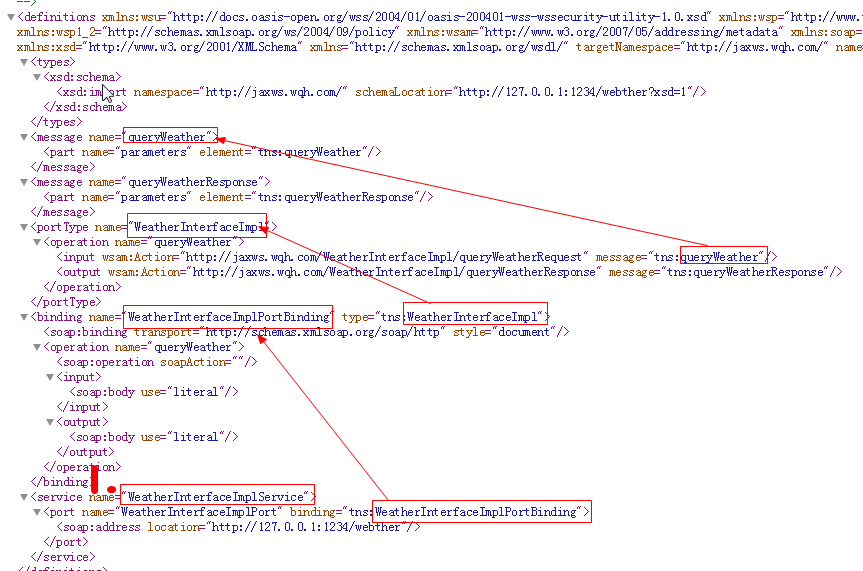 -->
<definitions xmlns:wsu="http://docs.oasis-open.org/wss/2004/01/oasis-200401-wss-wssecurity-utility-1.0.xsd" xmlns:wsp="http://www.
xmlns:wsp1_2="http://schemas.xmlsoap.org/ws/2004/09/policy" xmlns:wsam="http://www.w3.org/2007/05/addressing/metadata" xmlns:soap=
xmlns:xsd="http://www.w3.org/2001/XMLSchema" xmlns="http://schemas.xmlsoap.org/wsdl/" targetNamespace="http://jaxws.wqh.com/" name=
<types>
<xsd:schema>
<xsd:import namespace="http://jaxws.wqh.com/" schemaLocation="http://127.0.0.1:1234/webther?xsd=1"/>
</xsd:schema>
</types>
<message name="queryWeather">
<part name="parameters" element="tns:queryWeather"/>
</message>
<message name="queryWeatherResponse">
<part name="parameters" element="tns:queryWeatherResponse"/>
</message>
<portType name="WeatherInterfaceImpl">
<operation name="queryWeather">
<input wsam:Action="http://jaxws.wqh.com/WeatherInterfaceImpl/queryWeatherRequest" message="tns:queryWeather"/>
<output wsam:Action="http://jaxws.wqh.com/WeatherInterfaceImpl/queryWeatherResponse" message="tns:queryWeatherResponse"/>
</operation>
</portType>
<binding name="WeatherInterfaceImplPortBinding" type="tns:WeatherInterfaceImpl">
<soap:binding transport="http://schemas.xmlsoap.org/soap/http" style="document"/>
<operation name="queryWeather">
<soap:operation soapAction=""/>
<input>
<soap:body use="literal"/>
</input>
<output>
<soap:body use="literal"/>
</output>
</operation>
</binding>
<service name="WeatherInterfaceImplService">
<port name="WeatherInterfaceImplPort" binding="tns:WeatherInterfaceImplPortBinding">
<soap:address location="http://127.0.0.1:1234/webther"/>
</port>
</service>
</definitions>